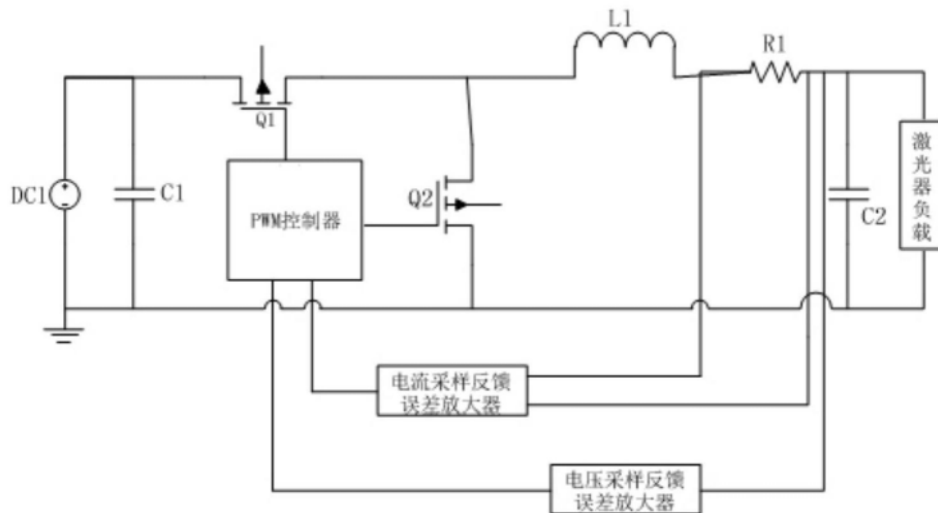 L1
R1
Q1
DC1
C1
PWM控制器
Q2
C2
激光器负载
电流采样反馈
误差放大器
电压采样反馈
误差放大器